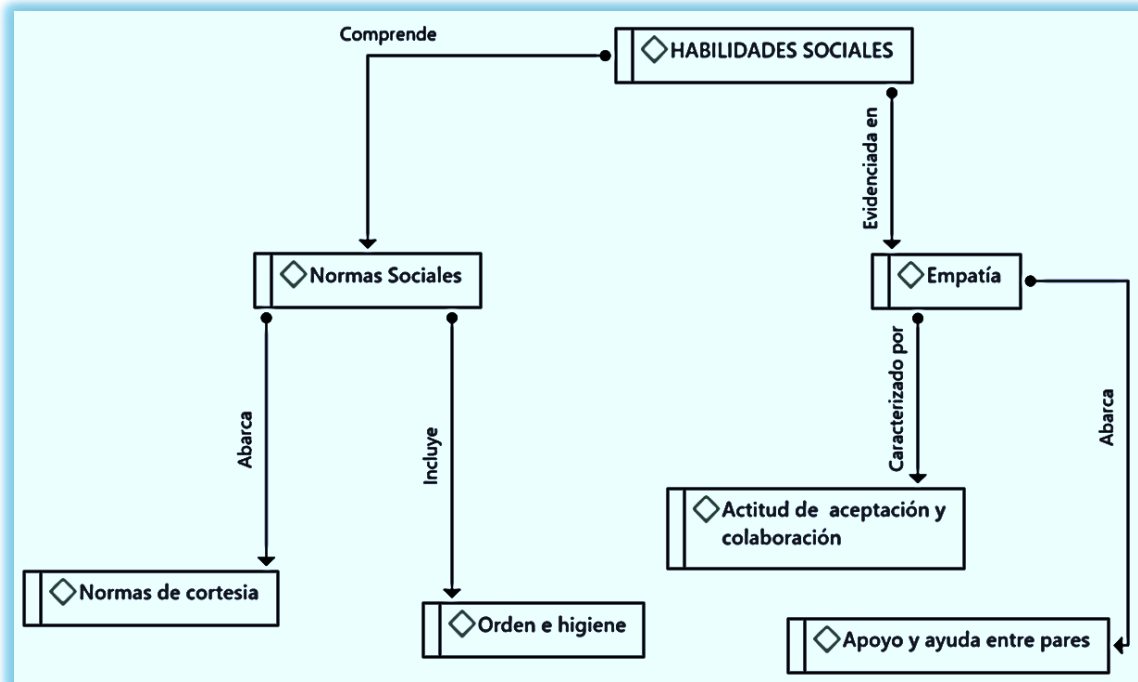 Comprende
HABILIDADES SOCIALES
Evidenciada en
Normas Sociales
Empatía
Abarca
Incluye
Caracterizado por
Abarca
Actitud de aceptación y
colaboración
Normas de cortesia
Orden e higiene
Apoyo y ayuda entre pares